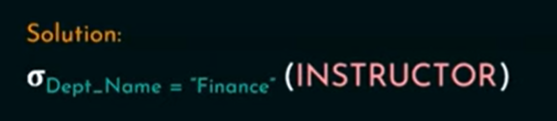 Solution:
σDept_Name = "Finance" (INSTRUCTOR)